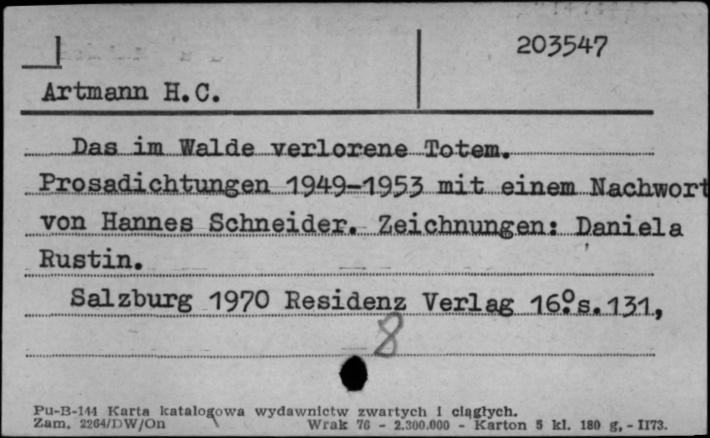 203547
Artmann H.C.
Das im Walde verlorene Totem.
Prosadichtungen 1949-1953 mit einem Nachwort
von Hannes Schneider. Zeichnungen: Daniela
Rustin.
Salzburg 1970 Residenz Verlag 16.°s.131,
8
Pu-B-144 Karta katalogowa wydawnictw zwartych i ciągłych.
Zam. 2264/DW/On Wrak 76 - 2.300.000 - Karton 5 kl. 180 g. - II73.